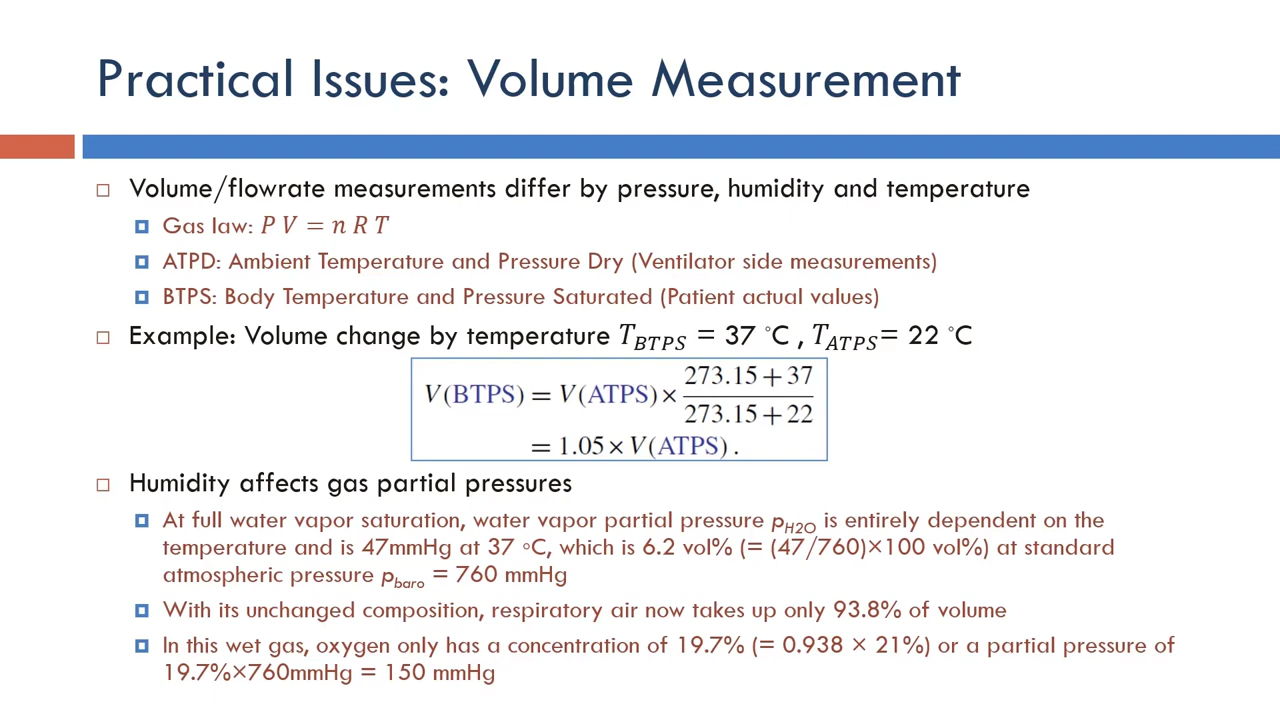 Practical Issues: Volume Measurement
Volume/flowrate measurements differ by pressure, humidity and temperature
Gas law: P V = n R T
ATPD: Ambient Temperature and Pressure Dry (Ventilator side measurements)
BTPS: Body Temperature and Pressure Saturated (Patient actual values)
Example: Volume change by temperature T_BTPS = 37 °C , T_ATPS= 22 °C
V(BTPS) = V(ATPS) × (273.15+37)/(273.15+22)
= 1.05 × V(ATPS) .
Humidity affects gas partial pressures
At full water vapor saturation, water vapor partial pressure p_H2O is entirely dependent on the
temperature and is 47mmHg at 37 ◦C, which is 6.2 vol% (= (47/760)×100 vol%) at standard
atmospheric pressure p_baro = 760 mmHg
With its unchanged composition, respiratory air now takes up only 93.8% of volume
In this wet gas, oxygen only has a concentration of 19.7% (= 0.938 × 21%) or a partial pressure of
19.7%×760mmHg = 150 mmHg